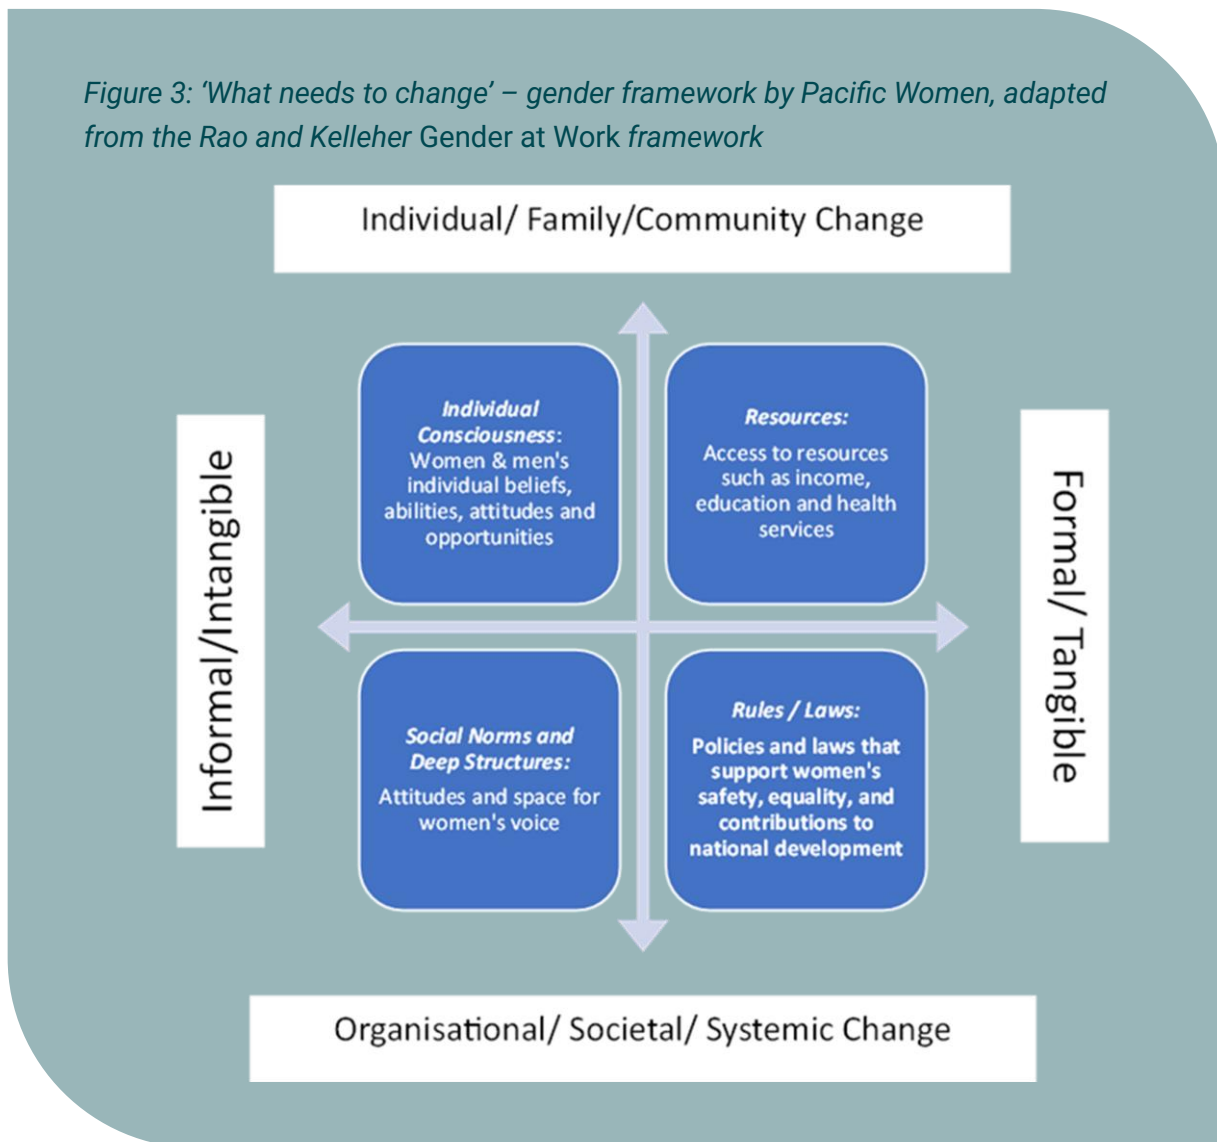 Figure 3: ‘What needs to change’ – gender framework by Pacific Women, adapted
from the Rao and Kelleher Gender at Work framework
Individual/ Family/Community Change
Informal/Intangible
Individual
Consciousness:
Women & men's
individual beliefs,
abilities, attitudes and
opportunities
Resources:
Access to resources
such as income,
education and health
services
Formal/ Tangible
Social Norms and
Deep Structures:
Attitudes and space for
women's voice
Rules / Laws:
Policies and laws that
support women's
safety, equality, and
contributions to
national development
Organisational/ Societal/ Systemic Change